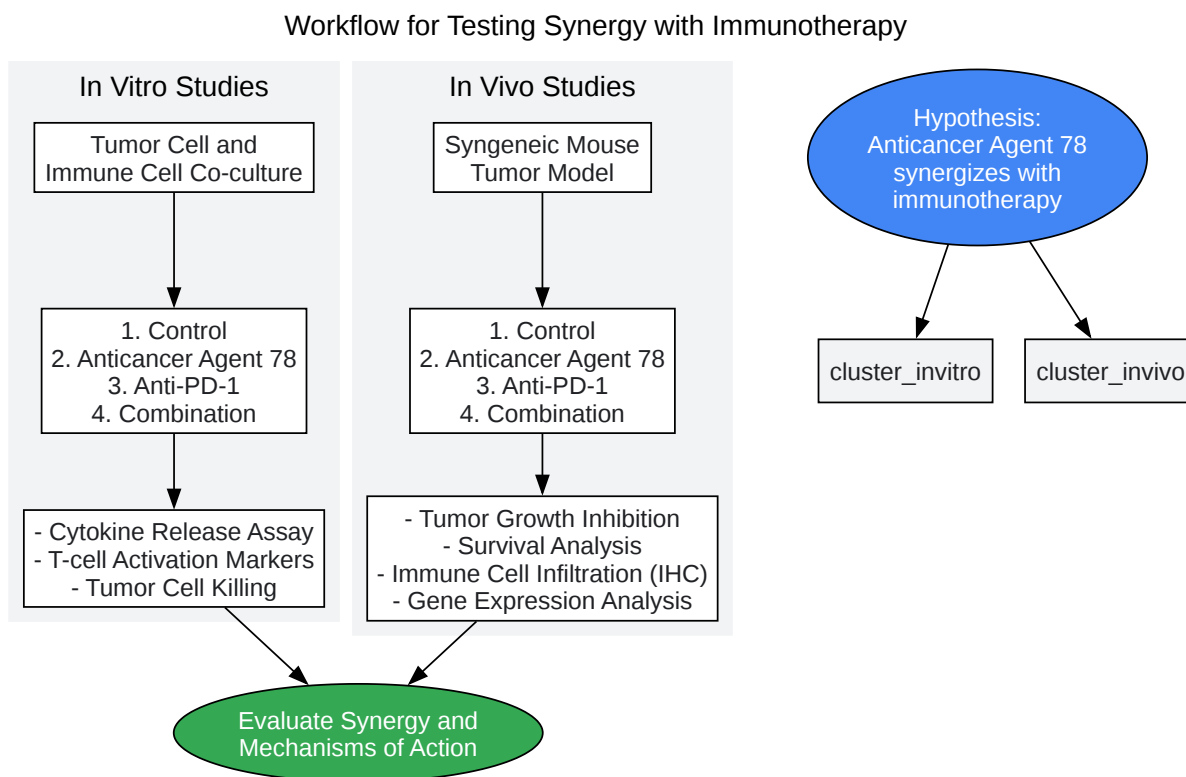 Workflow for Testing Synergy with Immunotherapy
In Vitro Studies
Tumor Cell and
Immune Cell Co-culture
1. Control
2. Anticancer Agent 78
3. Anti-PD-1
4. Combination
- Cytokine Release Assay
- T-cell Activation Markers
- Tumor Cell Killing
In Vivo Studies
Syngeneic Mouse
Tumor Model
1. Control
2. Anticancer Agent 78
3. Anti-PD-1
4. Combination
- Tumor Growth Inhibition
- Survival Analysis
- Immune Cell Infiltration (IHC)
- Gene Expression Analysis
Evaluate Synergy and
Mechanisms of Action
Hypothesis:
Anticancer Agent 78
synergizes with
immunotherapy
cluster_invitro
cluster_invivo